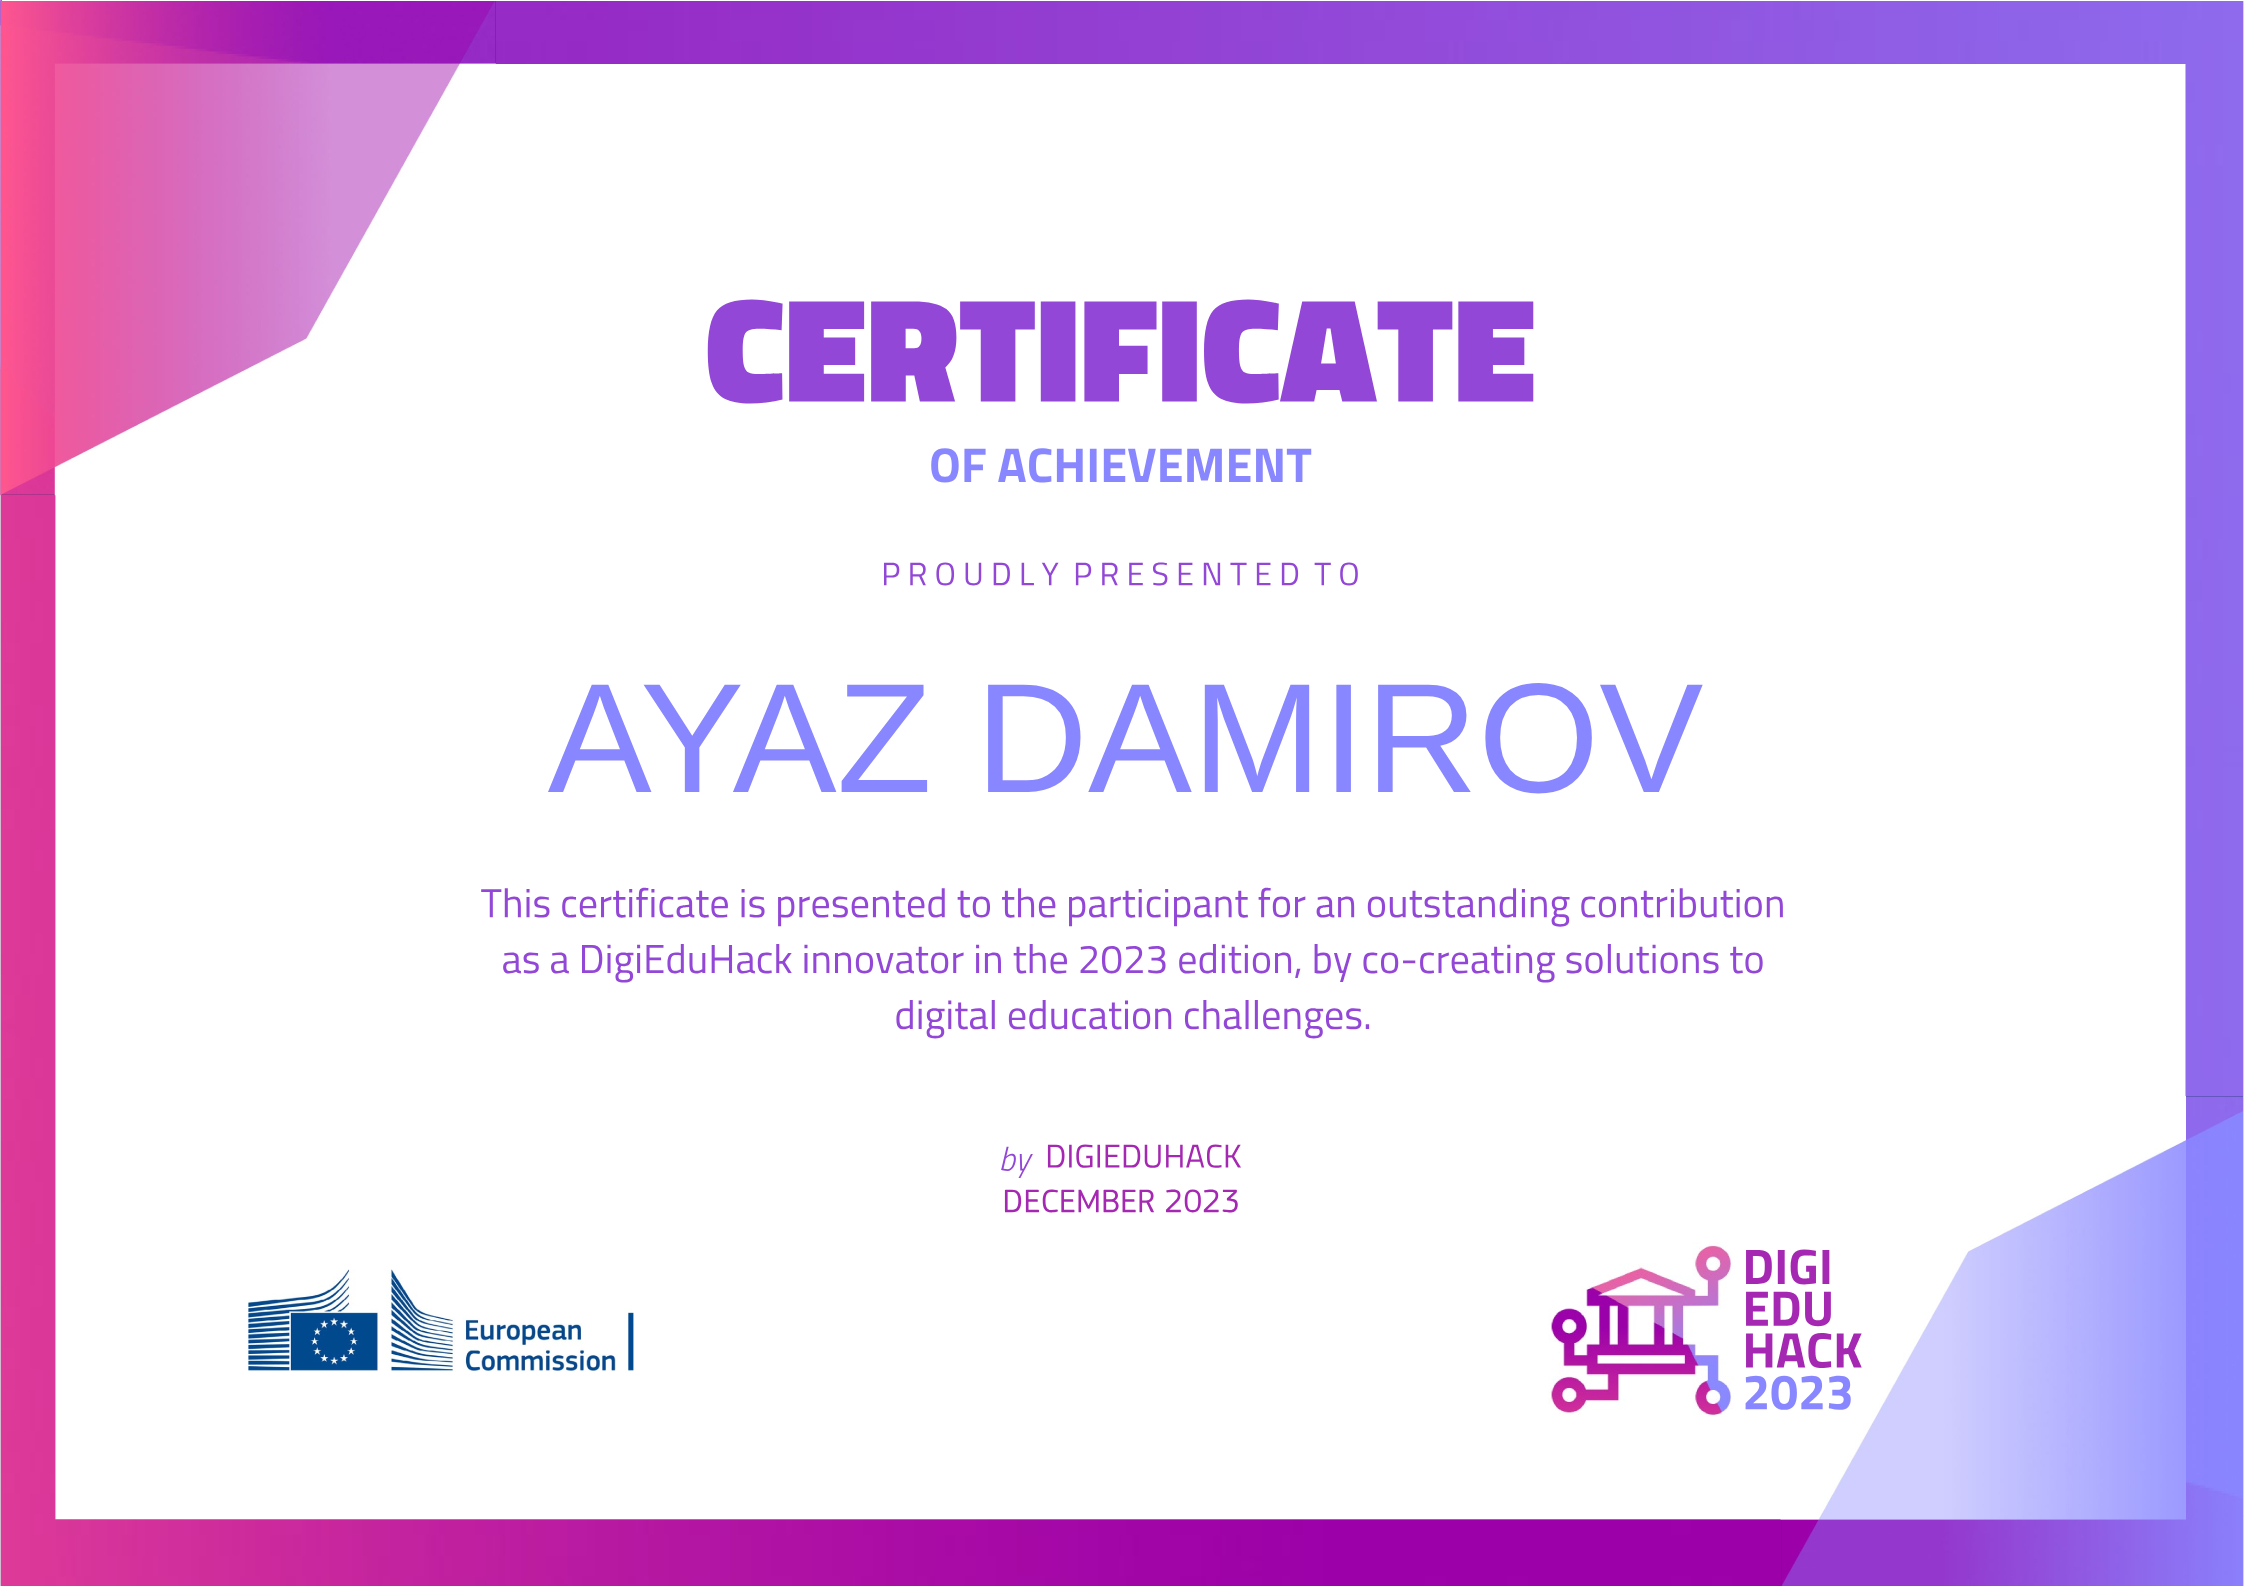 CERTIFICATE
OF ACHIEVEMENT
PROUDLY PRESENTED TO
AYAZ DAMIROV
This certificate is presented to the participant for an outstanding contribution
as a DigiEduHack innovator in the 2023 edition, by co-creating solutions to
digital education challenges.
by DIGIEDUHACK
DECEMBER 2023
European
Commission
DIGI
EDU
HACK
2023